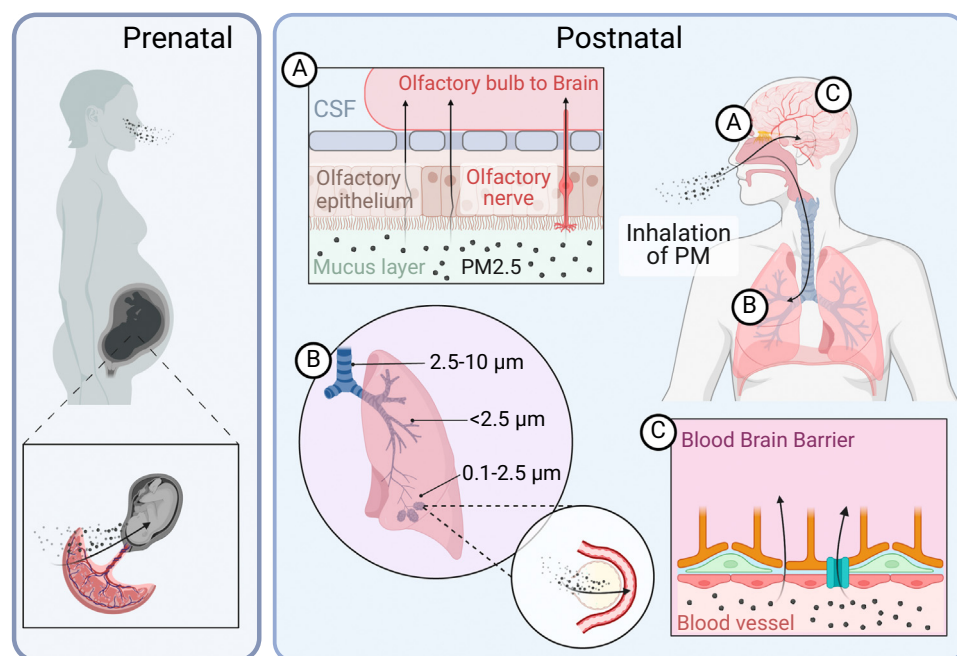 Prenatal
Postnatal
A
Olfactory bulb to Brain
CSF
Olfactory
epithelium
Olfactory
nerve
Mucus layer
PM2.5
C
A
Inhalation
of PM
B
B
2.5-10 µm
<2.5 µm
0.1-2.5 µm
C
Blood Brain Barrier
Blood vessel